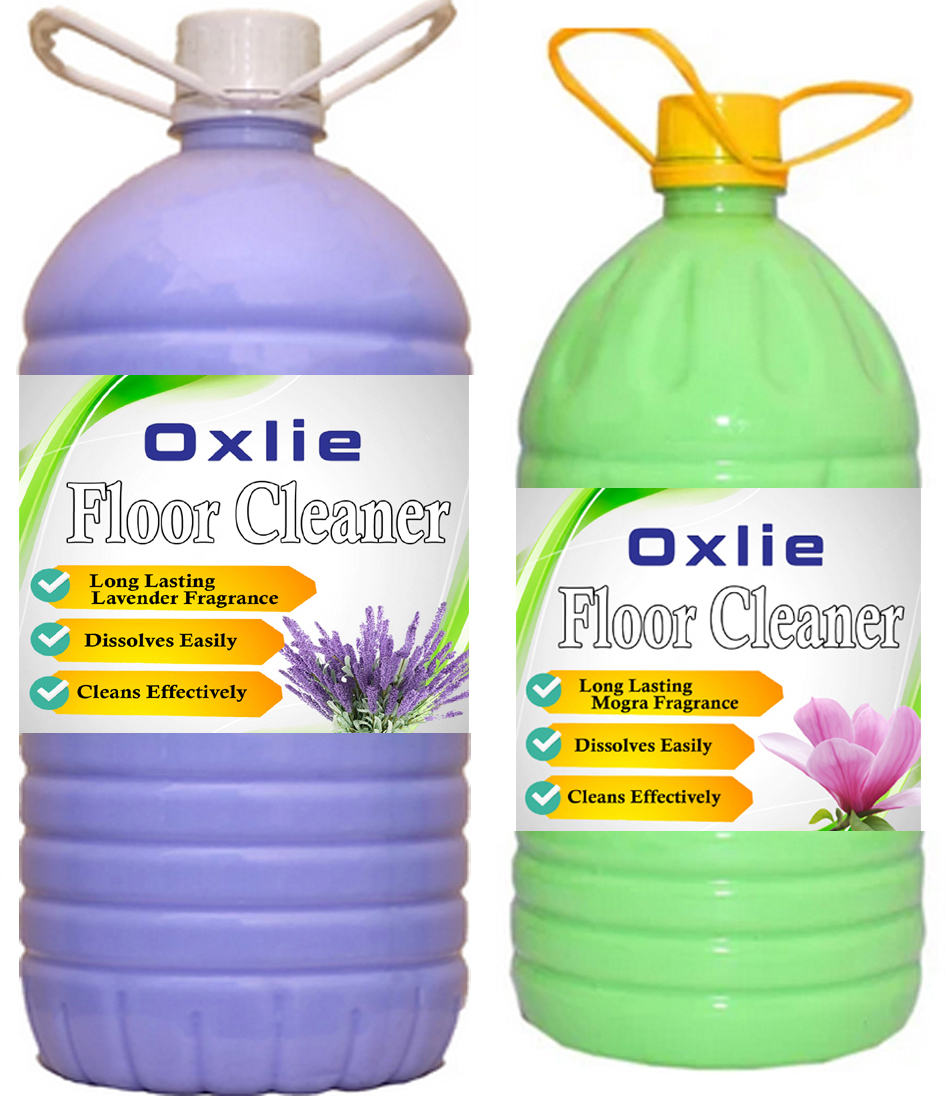 Oxlie
Floor Cleaner
Long Lasting
Lavender Fragrance
Dissolves Easily
Cleans Effectively
Oxlie
Floor Cleaner
Long Lasting
Mogra Fragrance
Dissolves Easily
Cleans Effectively